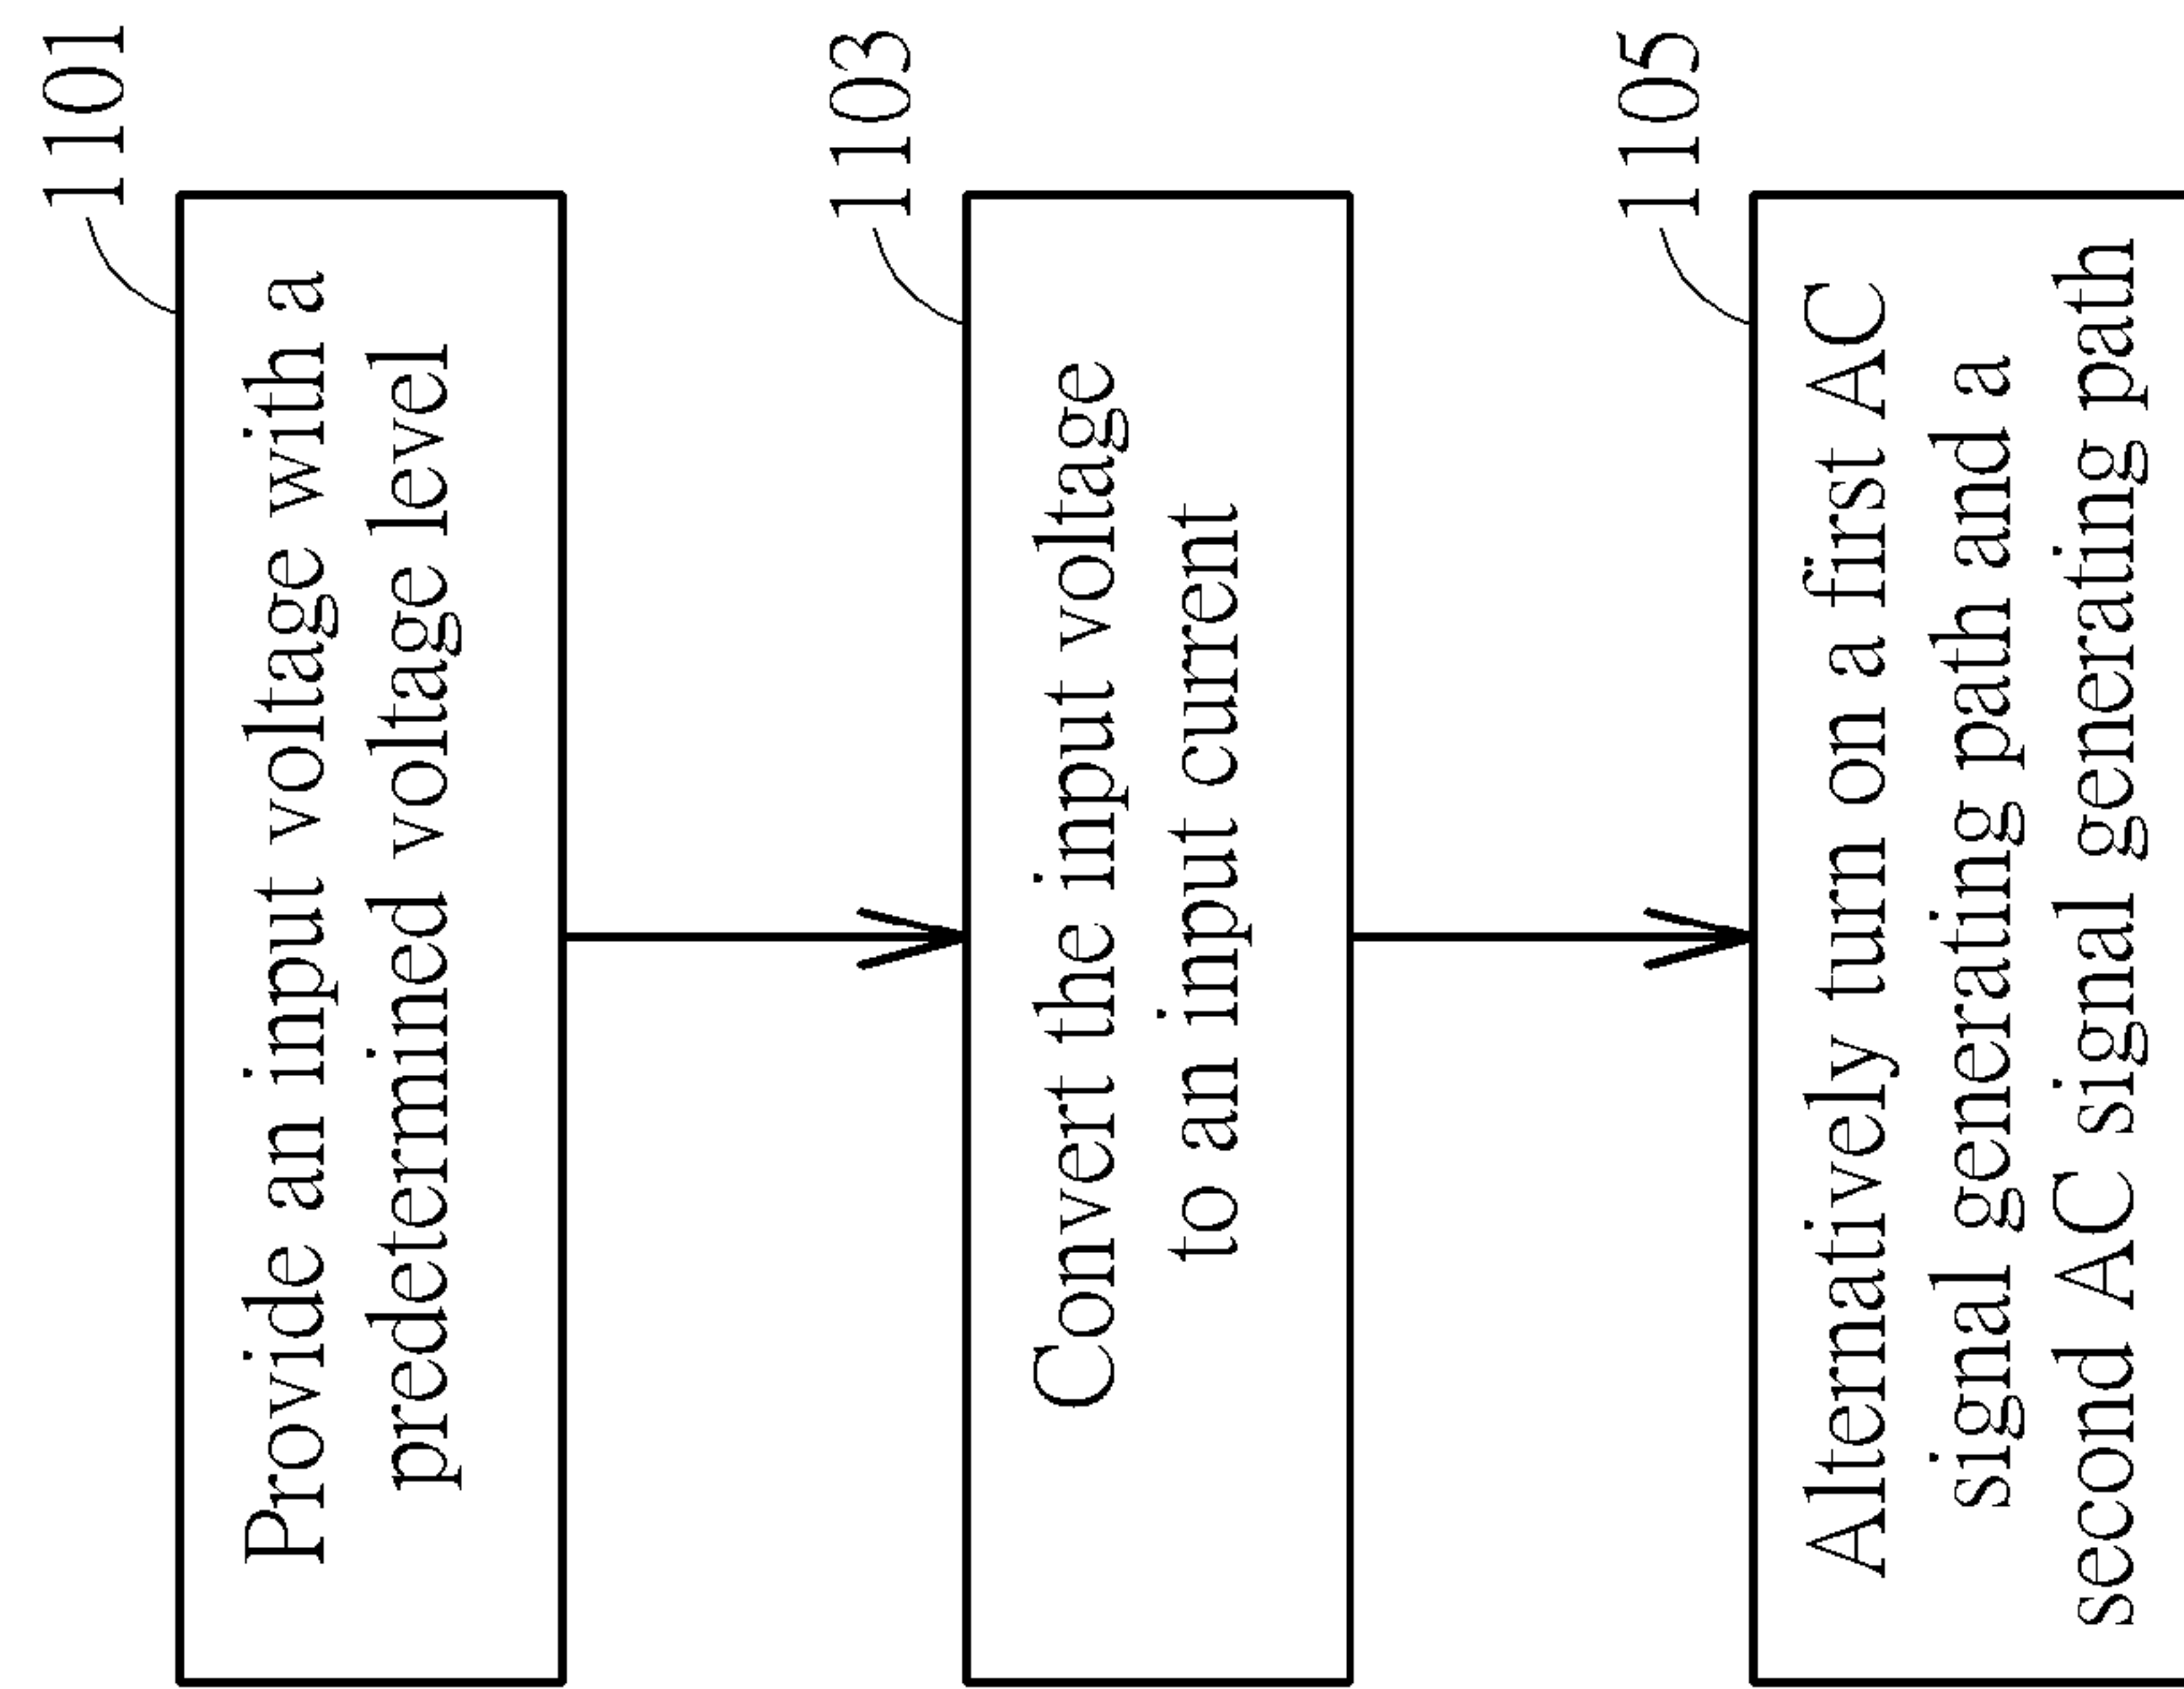 1101
Provide an input voltage with a
predetermined voltage level
1103
Convert the input voltage
to an input current
1105
Alternatively turn on a first AC
signal generating path and a
second AC signal generating path